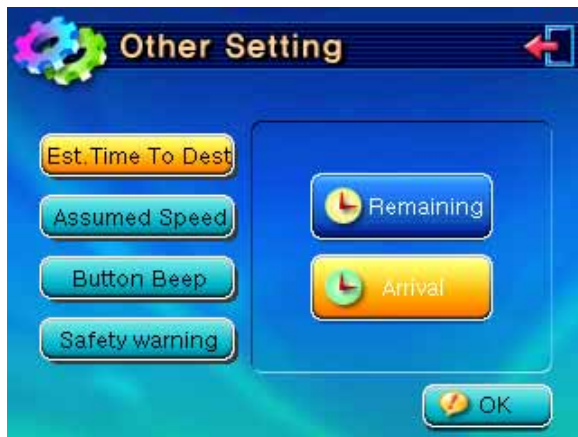 Other Setting
Est.Time To Dest
Assumed Speed
Button Beep
Safety warning
Remaining
Arrival
OK